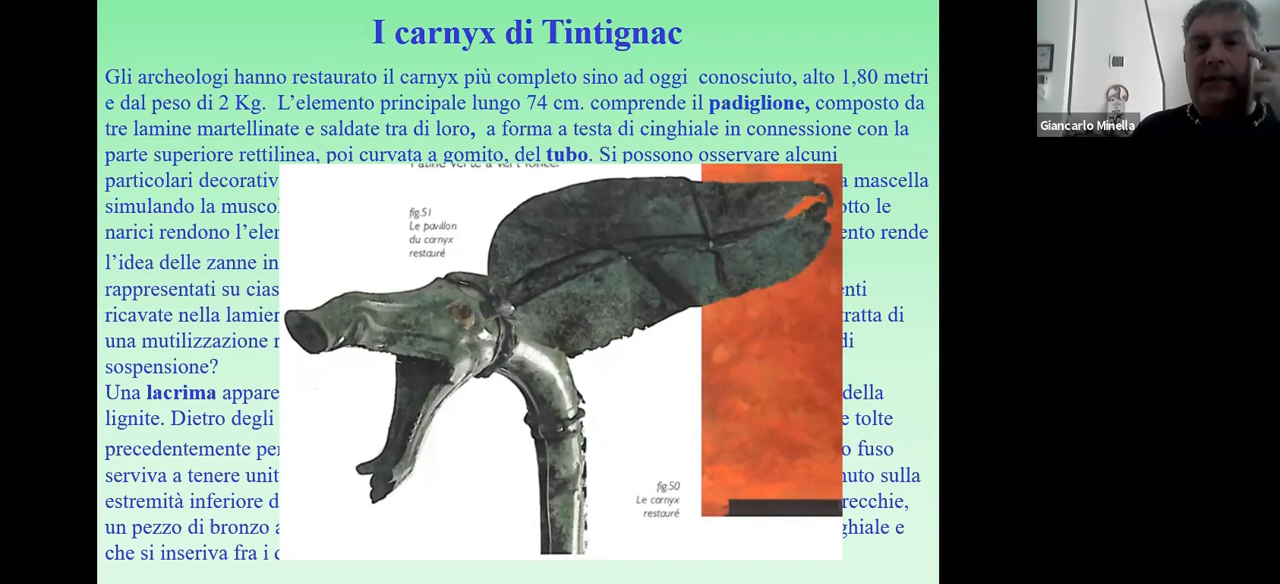 I carnyx di Tintignac
Gli archeologi hanno restaurato il carnyx più completo sino ad oggi conosciuto, alto 1,80 metri
e dal peso di 2 Kg. L'elemento principale lungo 74 cm. comprende il padiglione, composto da
tre lamine martellinate e saldate tra di loro, a forma a testa di cinghiale in connessione con la
parte superiore rettilinea, poi curvata a gomito, del tubo. Si possono osservare alcuni
particolari decorativ a mascella
simulando la muscol otto le
narici rendono l'eler ento rende
l'idea delle zanne in
rappresentati su cias enti
ricavate nella lamier tratta di
una mutilizzazione di
sospensione?
Una lacrima appare della
lignite. Dietro degli e tolte
precedentemente per o fuso
serviva a tenere unit nuto sulla
estremità inferiore d recchie,
un pezzo di bronzo a ghiale e
che si inseriva fra i
fig.51
Le pavillon
du carnyx
restauré
fig.50
Le carnyx
restauré
Giancarlo Minella